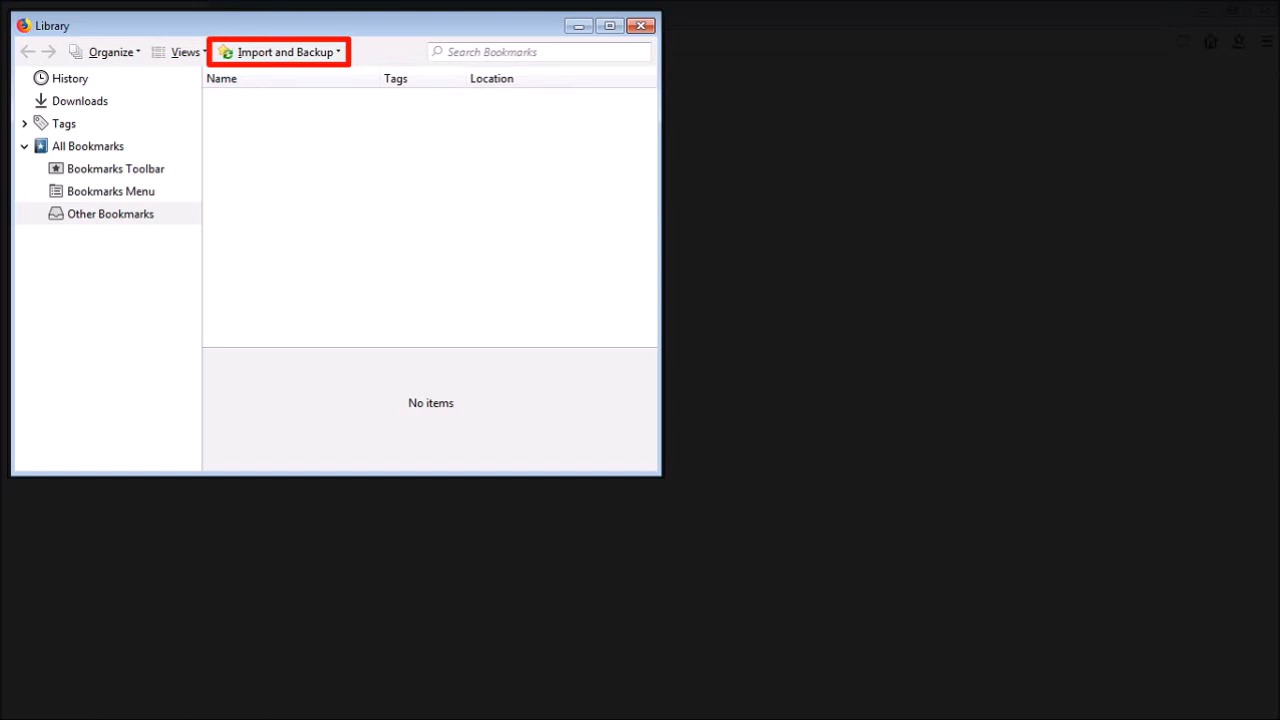 Library
Organize Views Import and Backup Search Bookmarks
History
Downloads
Tags
All Bookmarks
Bookmarks Toolbar
Bookmarks Menu
Other Bookmarks
Name Tags Location
No items